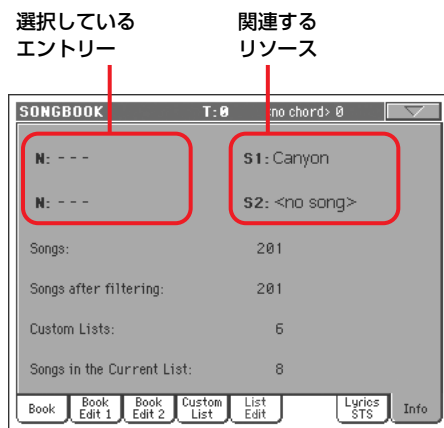 選択している 関連する
エントリー リソース
SONGBOOK T:0 <no chord> 0
N: --- S1: Canyon
N: --- S2: <no song>
Songs: 201
Songs after filtering: 201
Custom Lists: 6
Songs in the Current List: 8
Book Book Edit 1 Book Edit 2 Custom List List Edit Lyrics STS Info